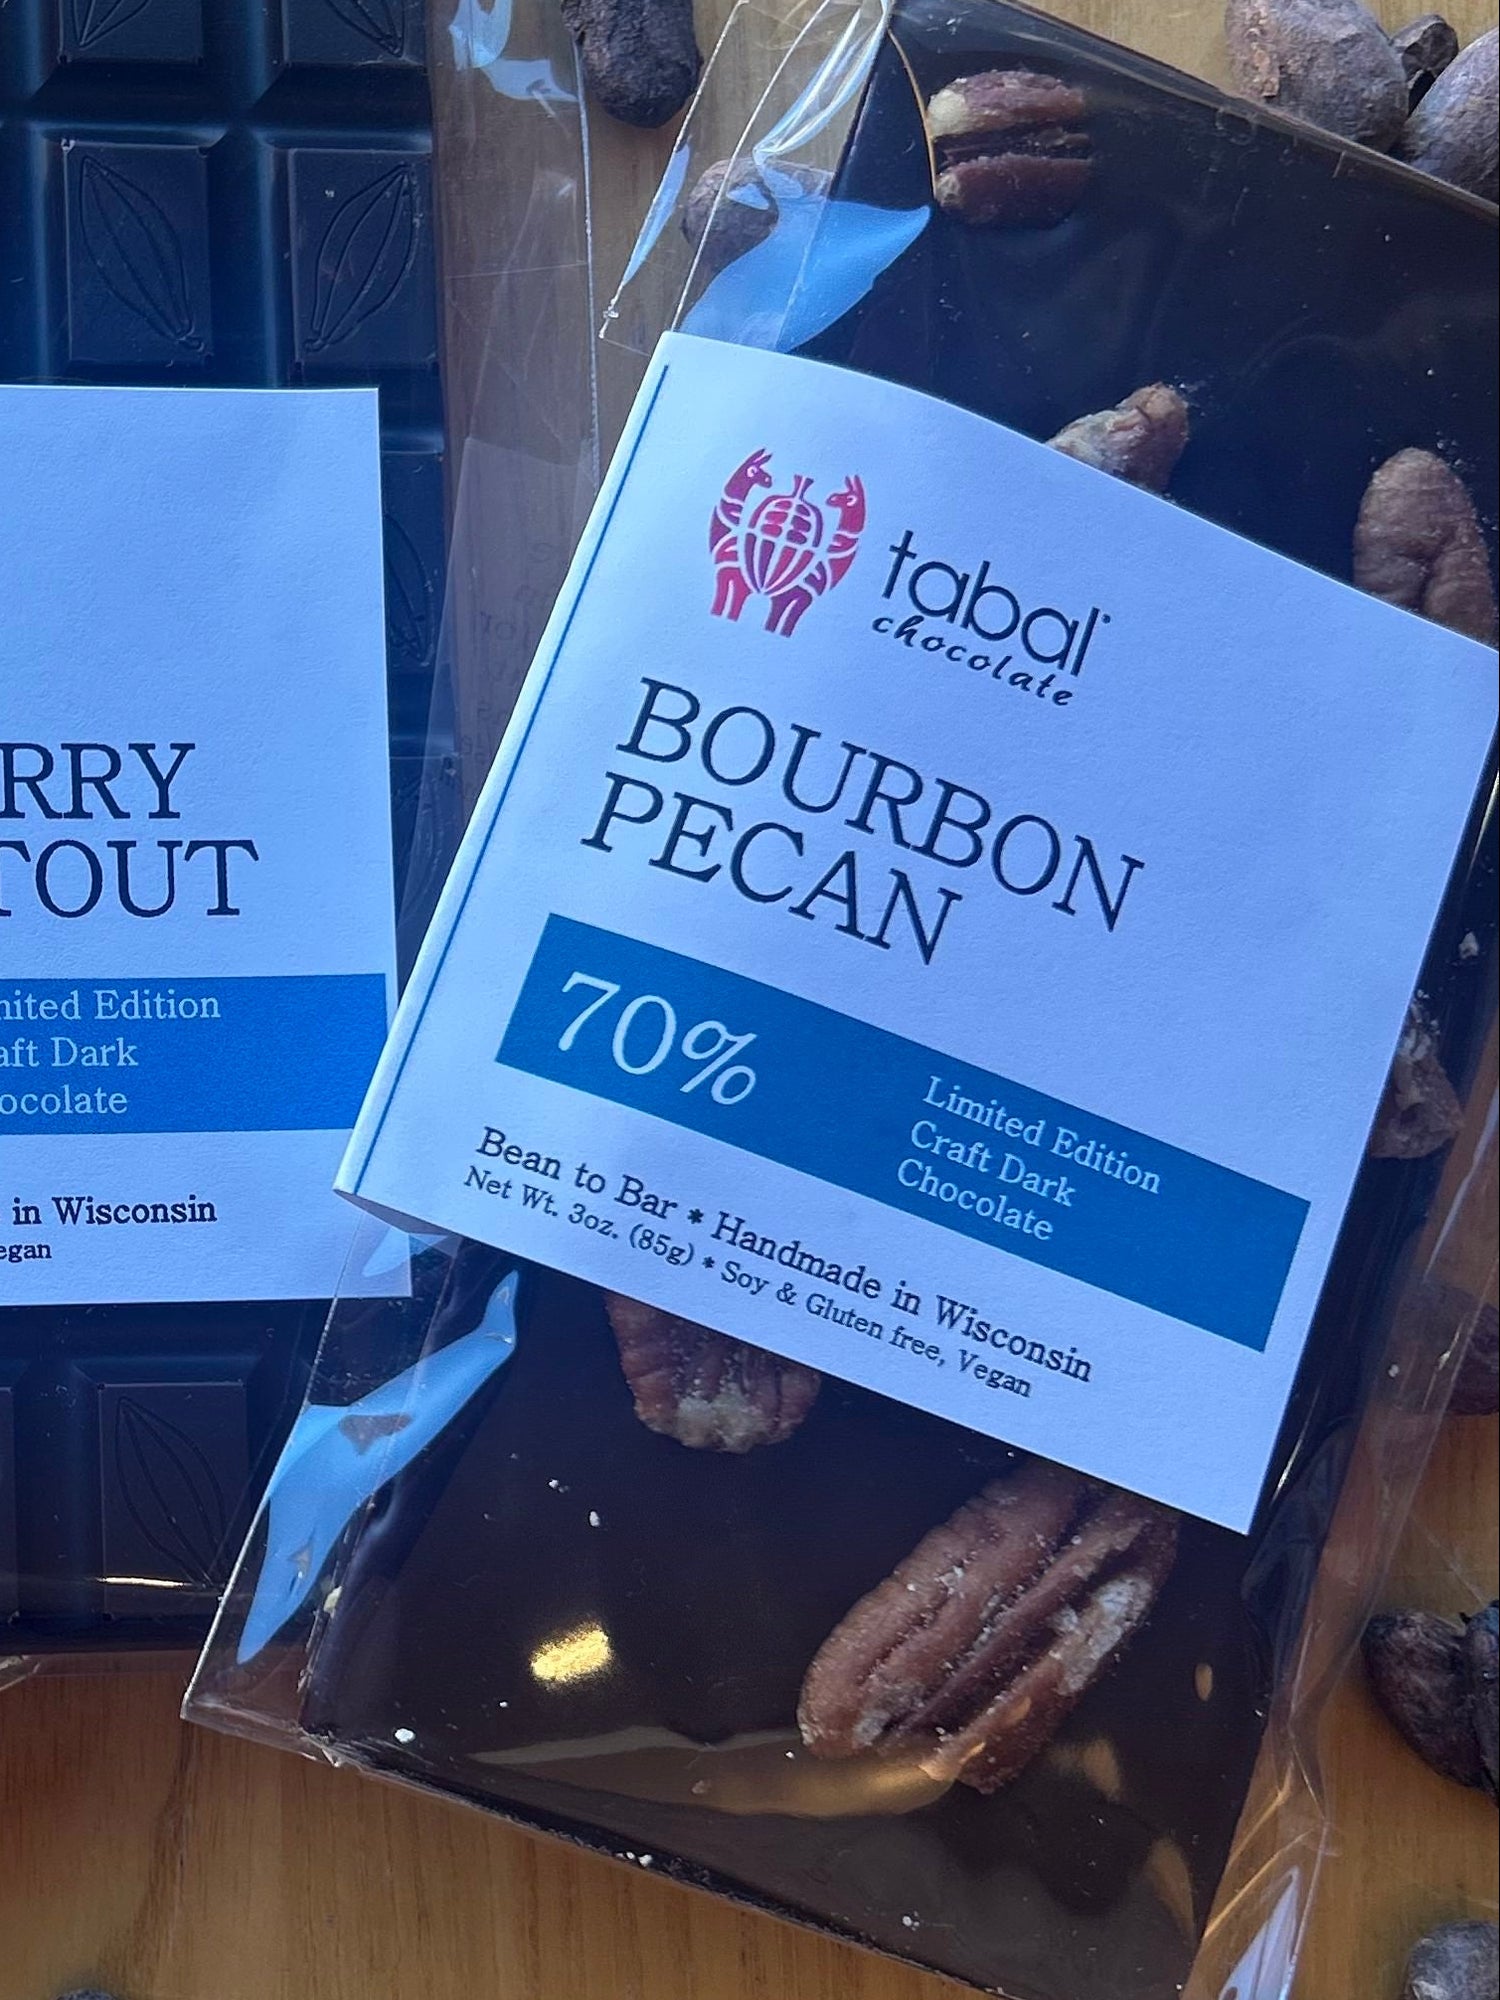 RRY
TOUT
ited Edition
aft Dark
ocolate
in Wisconsin
egan
tabal
chocolate
BOURBON
PECAN
70%
Limited Edition
Craft Dark
Chocolate
Bean to Bar * Handmade in Wisconsin
Net Wt. 3oz. (85g) * Soy & Gluten free, Vegan